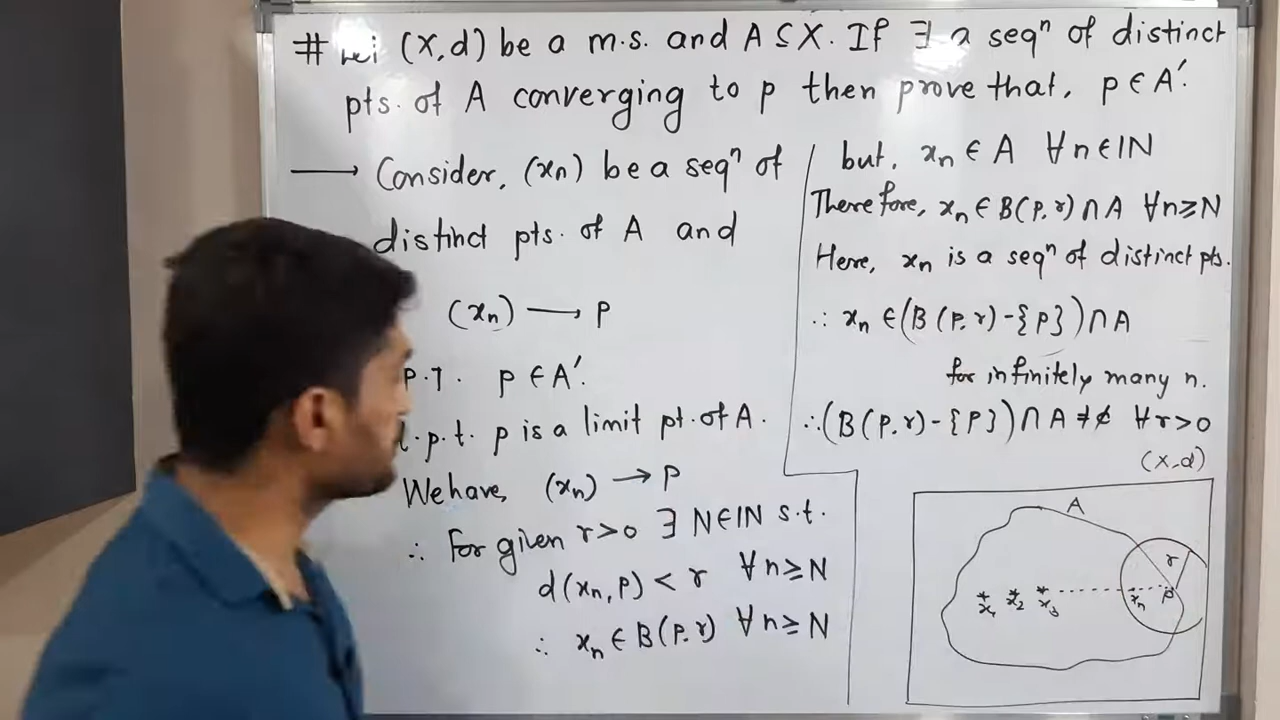 # Let (X,d) be a m.s. and A ⊆ X. If ∃ a seqⁿ of distinct
pts. of A converging to p then prove that, p ∈ A'.
⟶ Consider, (xₙ) be a seqⁿ of
distinct pts. of A and
(xₙ) ⟶ p
P.T. p ∈ A'.
i.p.t. p is a limit pt. of A.
We have, (xₙ) → p
∴ For given r>0 ∃ N∈ℕ s.t.
d(xₙ, p) < r ∀ n≥N
∴ xₙ ∈ B(p, r) ∀ n≥N
but, xₙ ∈ A ∀ n∈ℕ
Therefore, xₙ ∈ B(p, r) ∩ A ∀ n≥N
Here, xₙ is a seqⁿ of distinct pts.
∴ xₙ ∈ (B(p, r) - {p}) ∩ A
for infinitely many n.
∴ (B(p, r) - {p}) ∩ A ≠ ϕ ∀ r>0
(X,d)
A
r
x₁ x₂ x₃ xₙ p